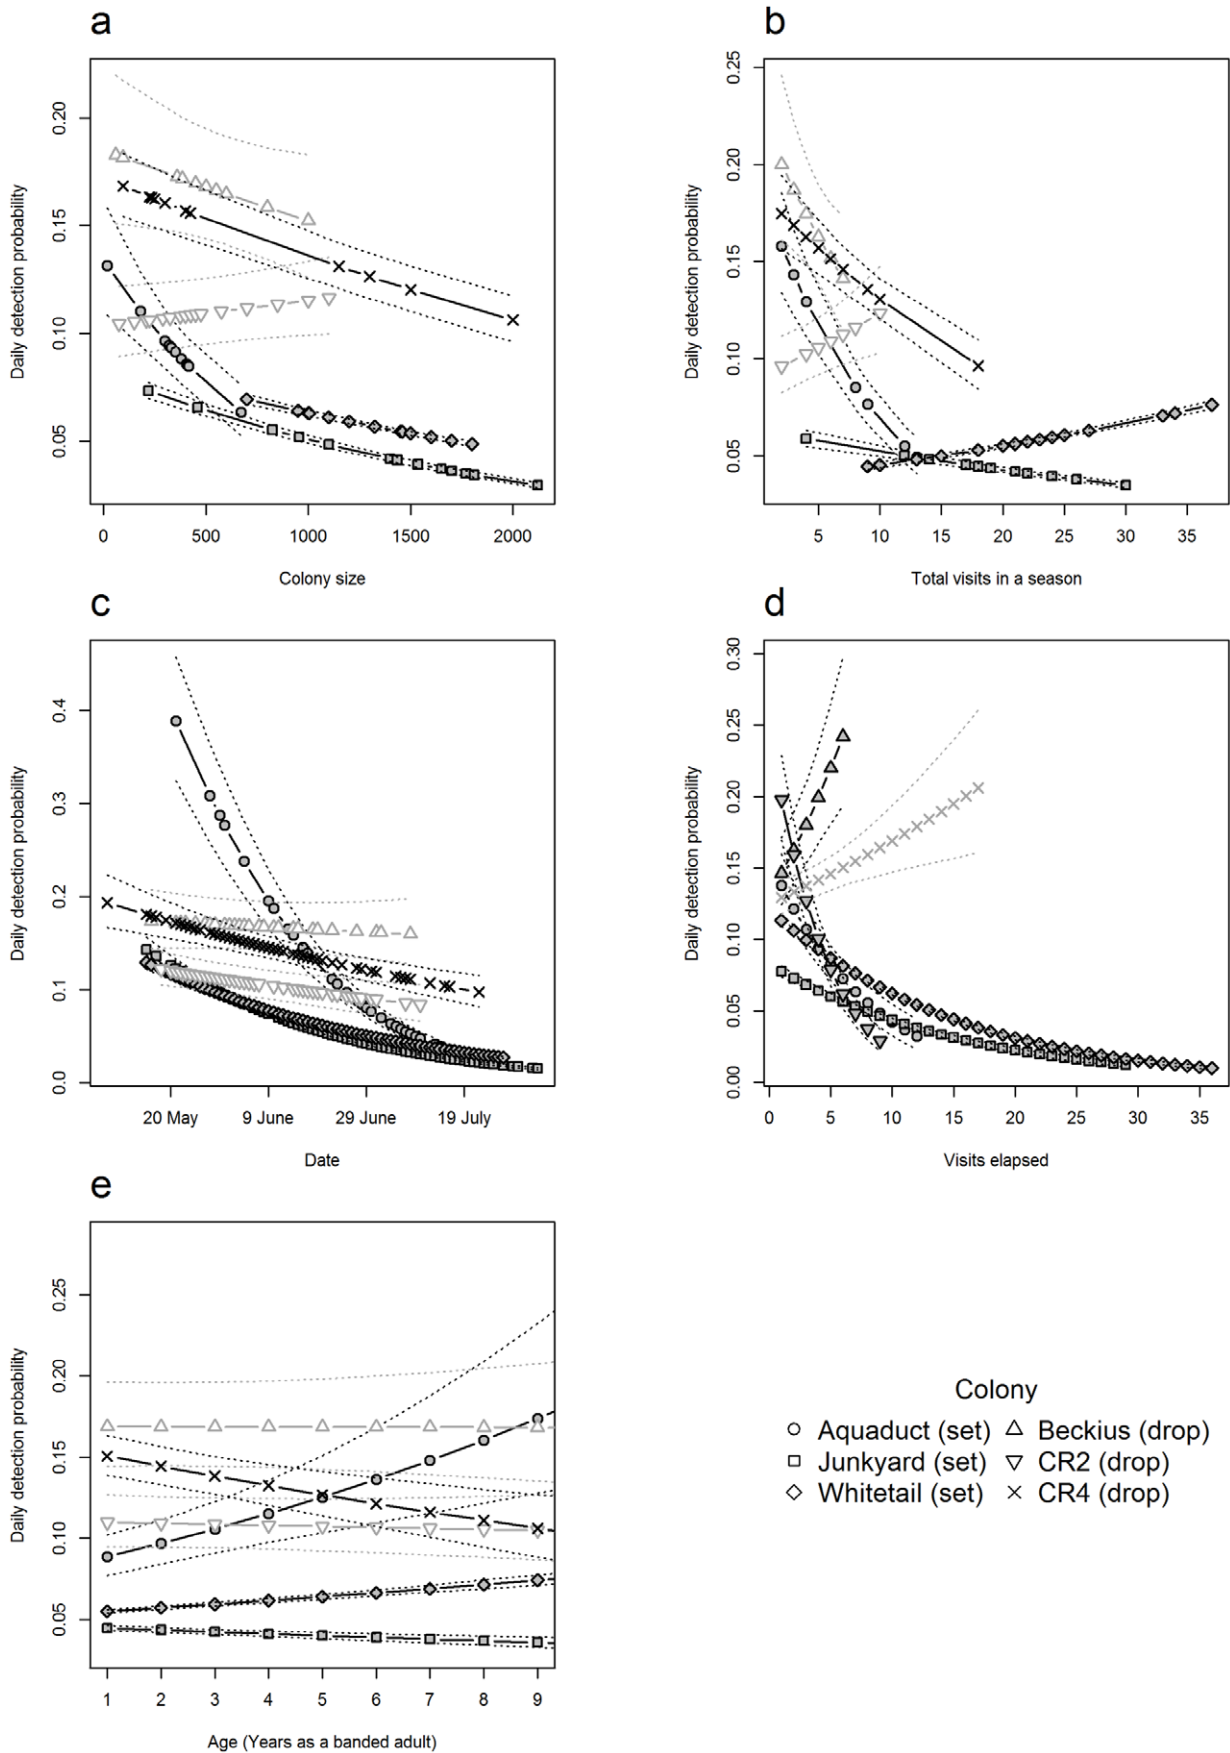 a
Daily detection probability
0.05 0.10 0.15 0.20
0 500 1000 1500 2000
Colony size
b
Daily detection probability
0.05 0.10 0.15 0.20 0.25
5 10 15 20 25 30 35
Total visits in a season
c
Daily detection probability
0.0 0.1 0.2 0.3 0.4
20 May 9 June 29 June 19 July
Date
d
Daily detection probability
0.00 0.05 0.10 0.15 0.20 0.25 0.30
0 5 10 15 20 25 30 35
Visits elapsed
e
Daily detection probability
0.05 0.10 0.15 0.20 0.25
1 2 3 4 5 6 7 8 9
Age (Years as a banded adult)
Colony
Aquaduct (set)
Junkyard (set)
Whitetail (set)
Beckius (drop)
CR2 (drop)
CR4 (drop)